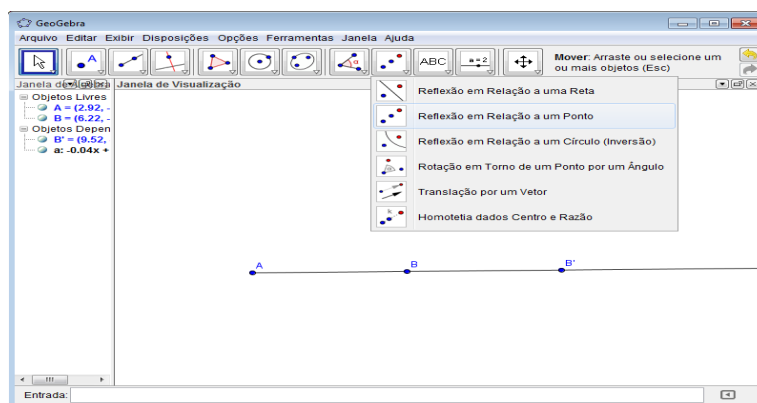 GeoGebra
Arquivo Editar Exibir Disposições Opções Ferramentas Janela Ajuda
A
α
ABC
a=2
Mover: Arraste ou selecione um
ou mais objetos (Esc)
Janela de
Janela de Visualização
Objetos Livres
A = (2.92, -
B = (6.22, -
Objetos Depen
B' = (9.52,
a: -0.04x +
Reflexão em Relação a uma Reta
Reflexão em Relação a um Ponto
Reflexão em Relação a um Círculo (Inversão)
Rotação em Torno de um Ponto por um Ângulo
Translação por um Vetor
Homotetia dados Centro e Razão
A
B
B'
Entrada: